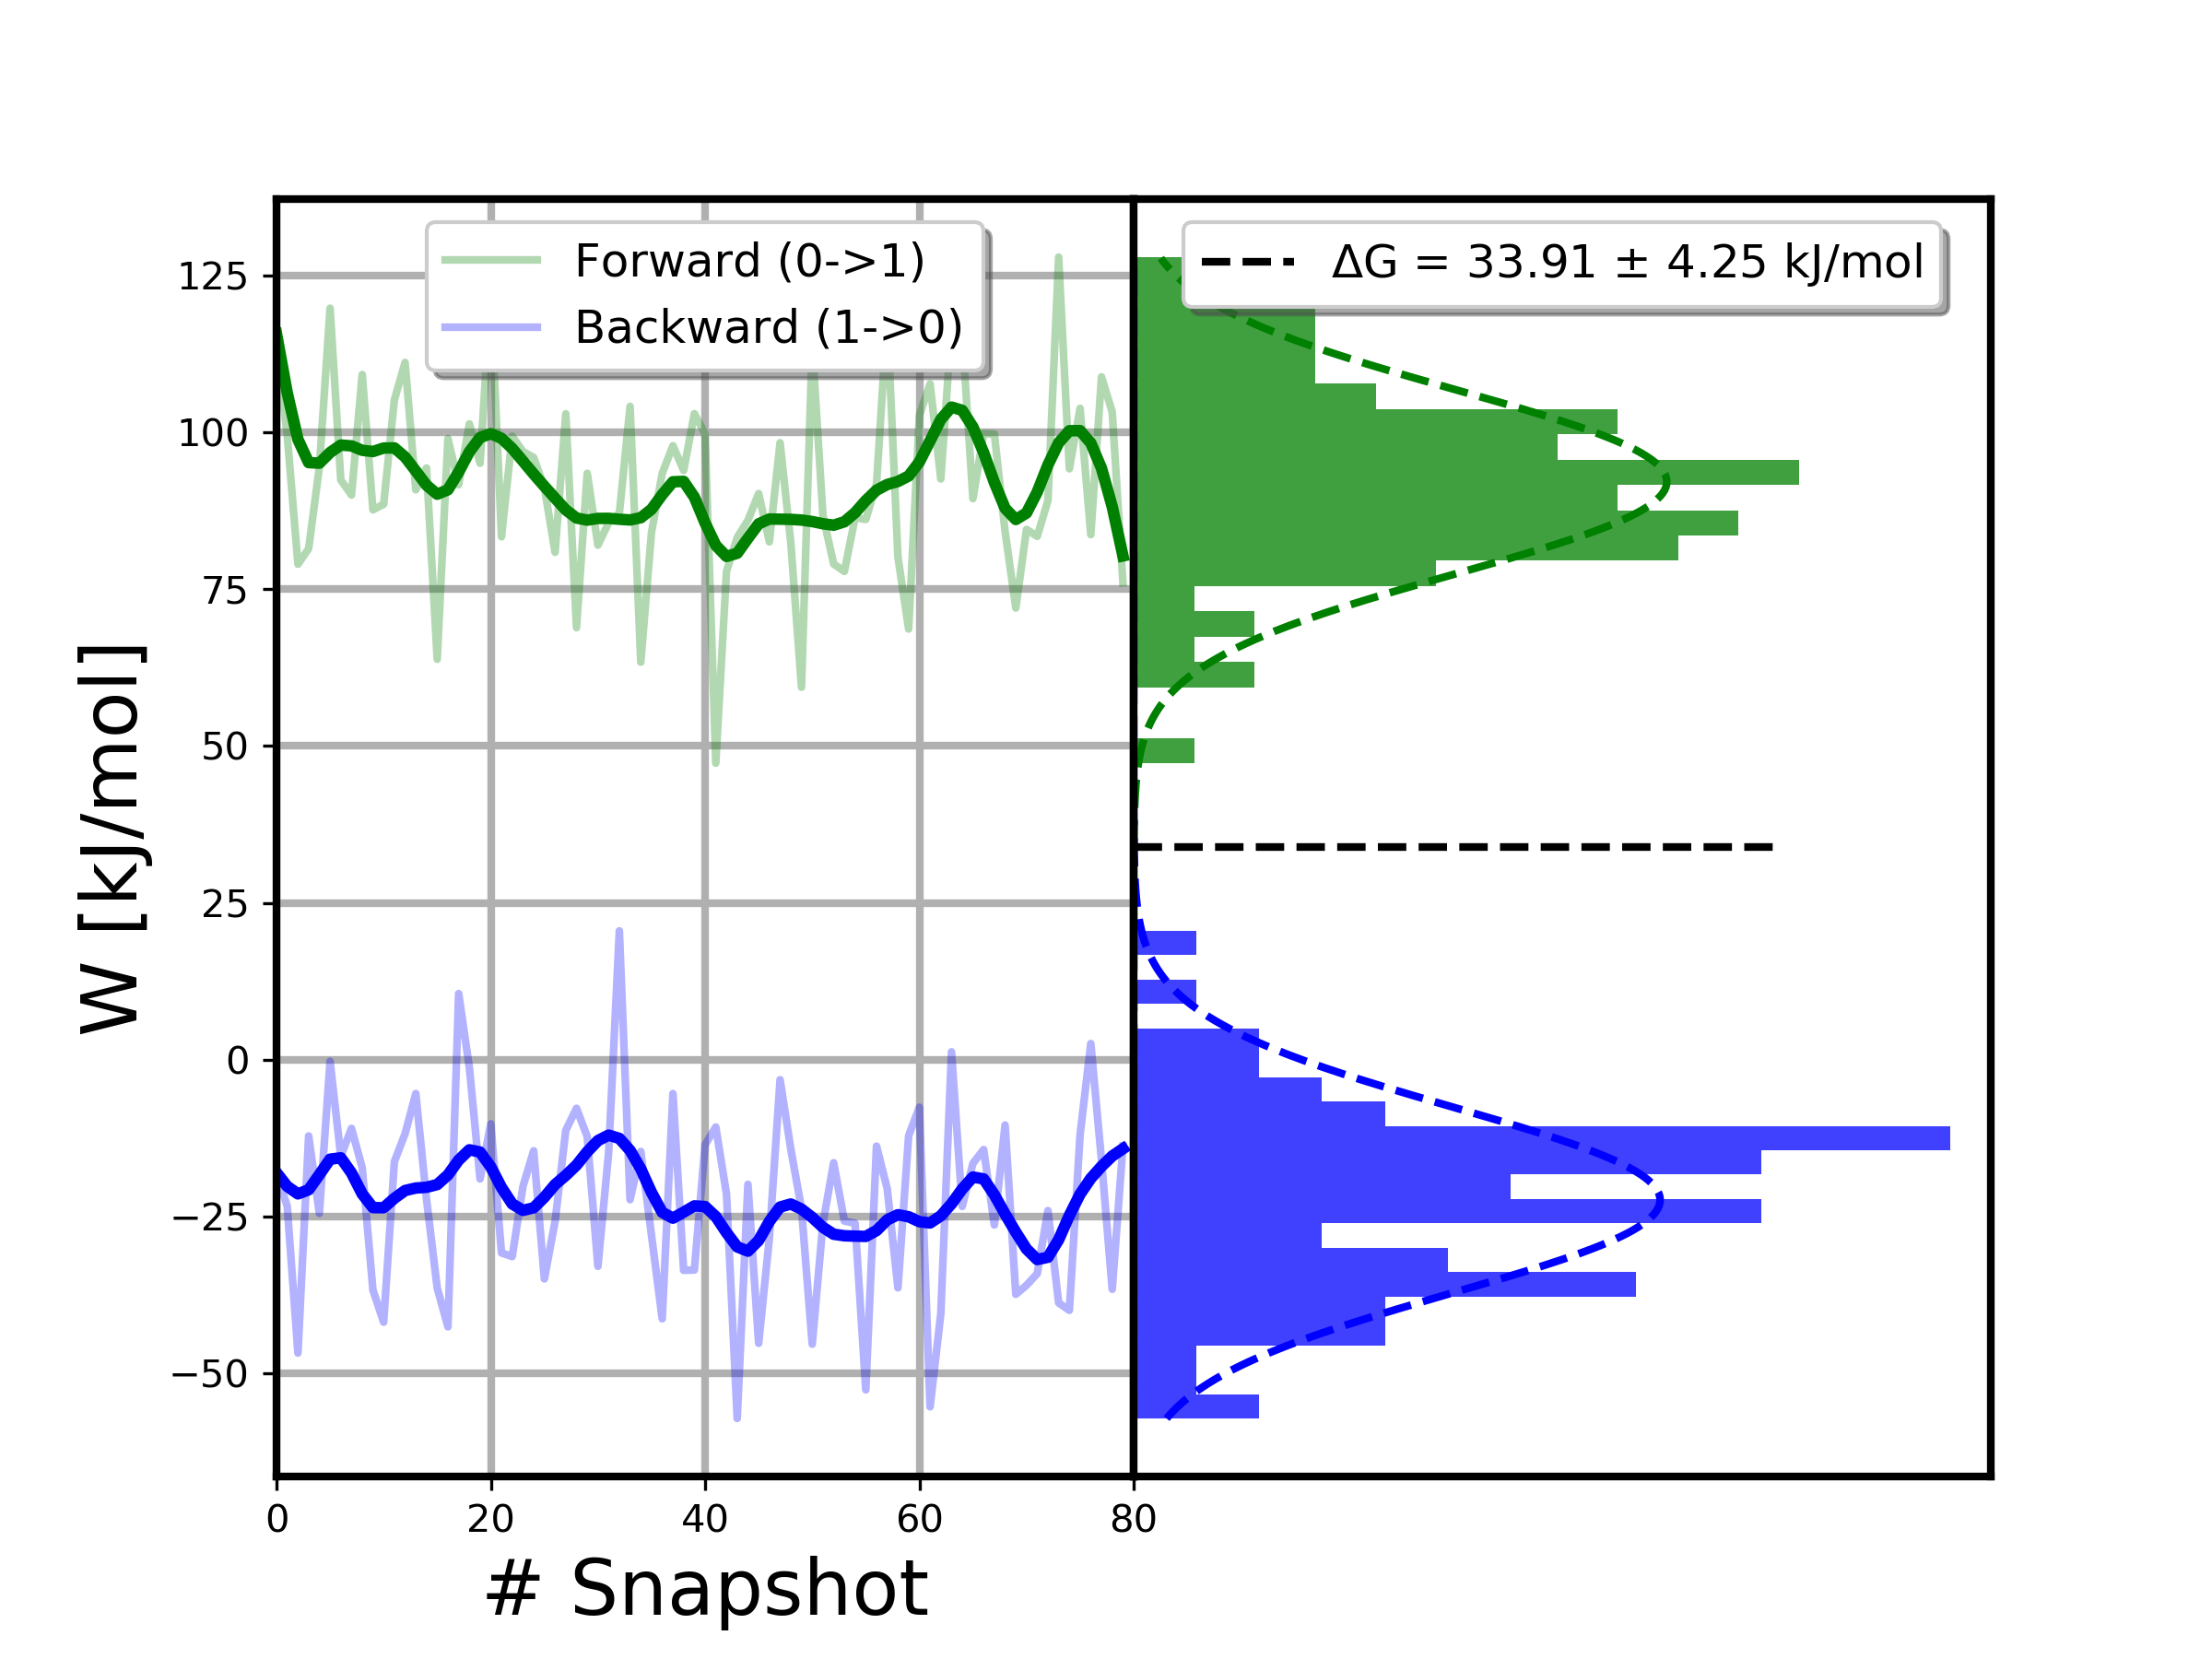 Forward (0->1)
Backward (1->0)
ΔG = 33.91 ± 4.25 kJ/mol
W [kJ/mol]
125
100
75
50
25
0
−25
−50
0 20 40 60 80
# Snapshot